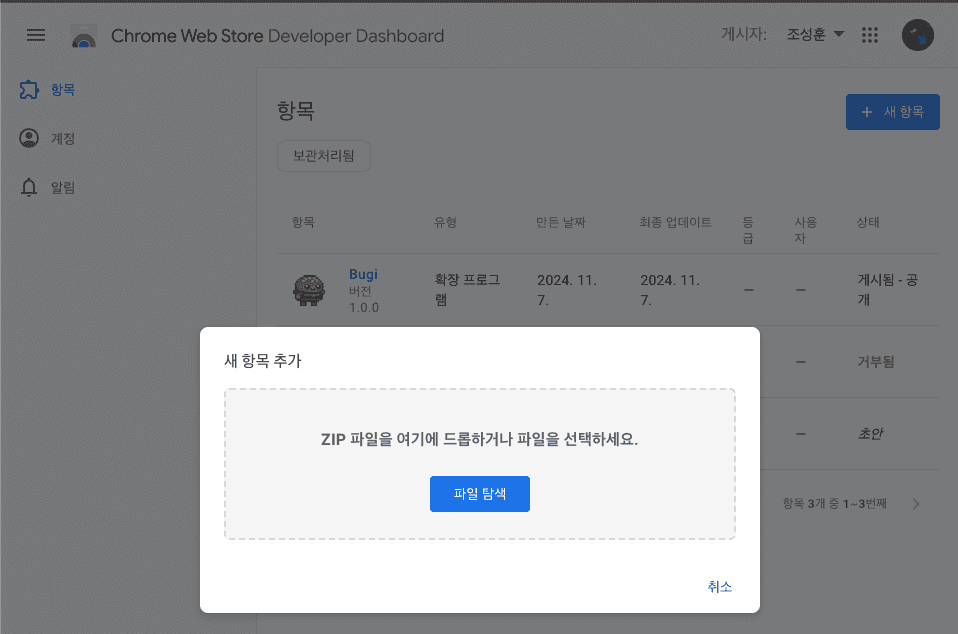 Chrome Web Store Developer Dashboard
게시자: 조성훈
항목
계정
알림
항목
+ 새 항목
보관처리됨
항목 유형 만든 날짜 최종 업데이트 등급 사용자 상태
Bugi
버전
1.0.0
확장 프로그램
2024. 11. 7.
2024. 11. 7.
–
–
게시됨 - 공개
–
거부됨
–
초안
항목 3개 중 1~3번째
새 항목 추가
ZIP 파일을 여기에 드롭하거나 파일을 선택하세요.
파일 탐색
취소